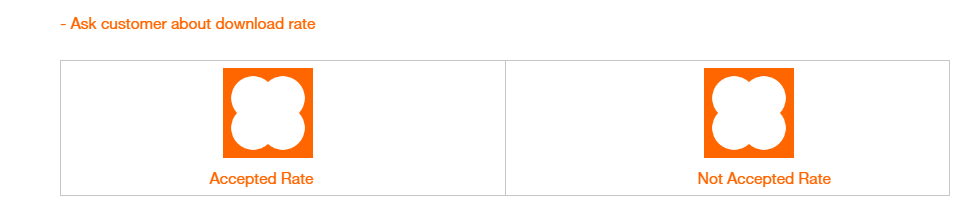 - Ask customer about download rate
Accepted Rate
Not Accepted Rate